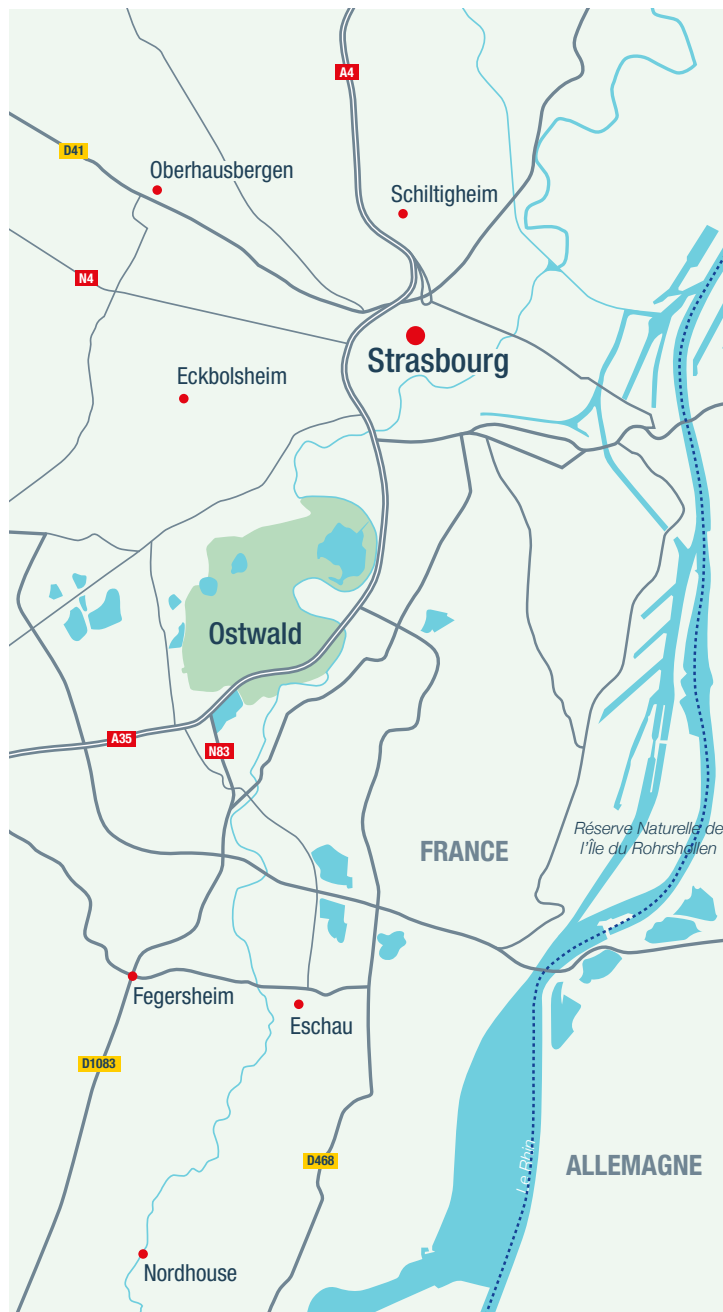 A4
D41
Oberhausbergen
Schiltigheim
N4
Strasbourg
Eckbolsheim
Ostwald
A35
N83
Réserve Naturelle de
l'Île du Rohrshollen
FRANCE
Fegersheim
Eschau
D1083
D468
Le Rhin
ALLEMAGNE
Nordhouse